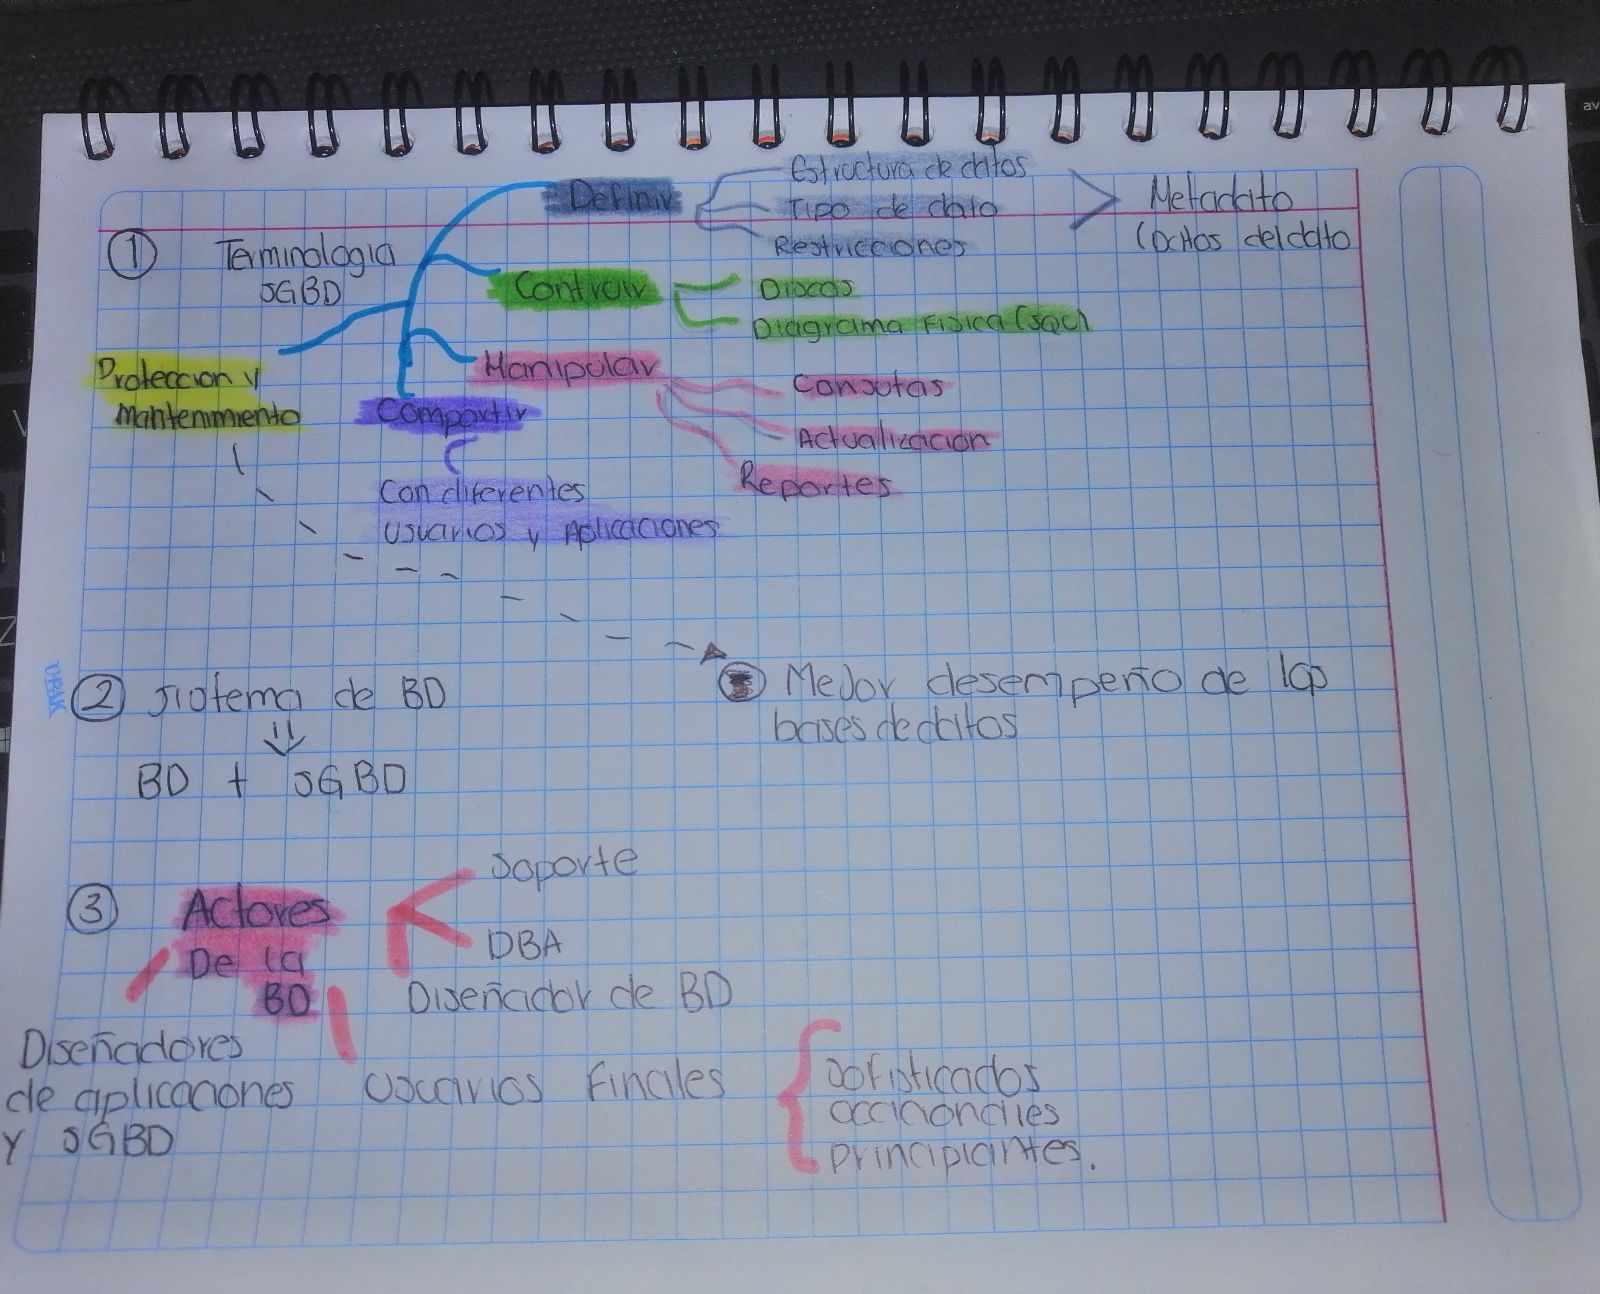 Definir
Estructura de datos
Tipo de dato
Restricciones
Metadato
(Datos del dato
1 Terminologia
SGBD
Contruir
Discos
Diagrama Fisica (SQL)
Manipular
Consutas
Actualizacion
Reportes
Proteccion y
Mantenimiento
Compartir
Con diferentes
Usuarios y Aplicaciones
Mejor desempeño de las
bases de datos
2 Sistema de BD
BD + SGBD
3 Actores
De la
BD
Soporte
DBA
Diseñador de BD
Diseñadores
de aplicaciones
Y SGBD
Usuarios Finales
Sofisticados
occicionales
principiantes.